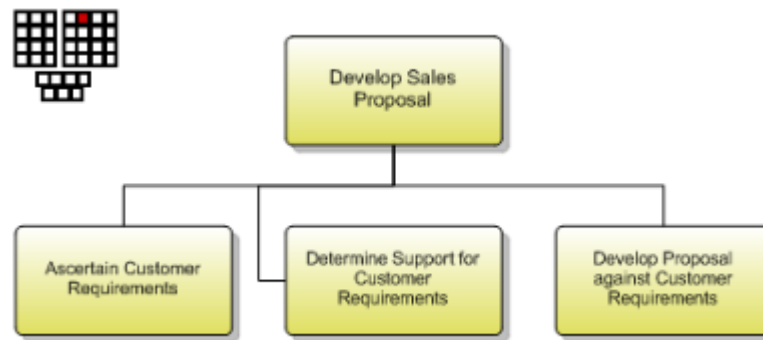 Develop Sales
Proposal
Ascertain Customer
Requirements
Determine Support for
Customer
Requirements
Develop Proposal
against Customer
Requirements